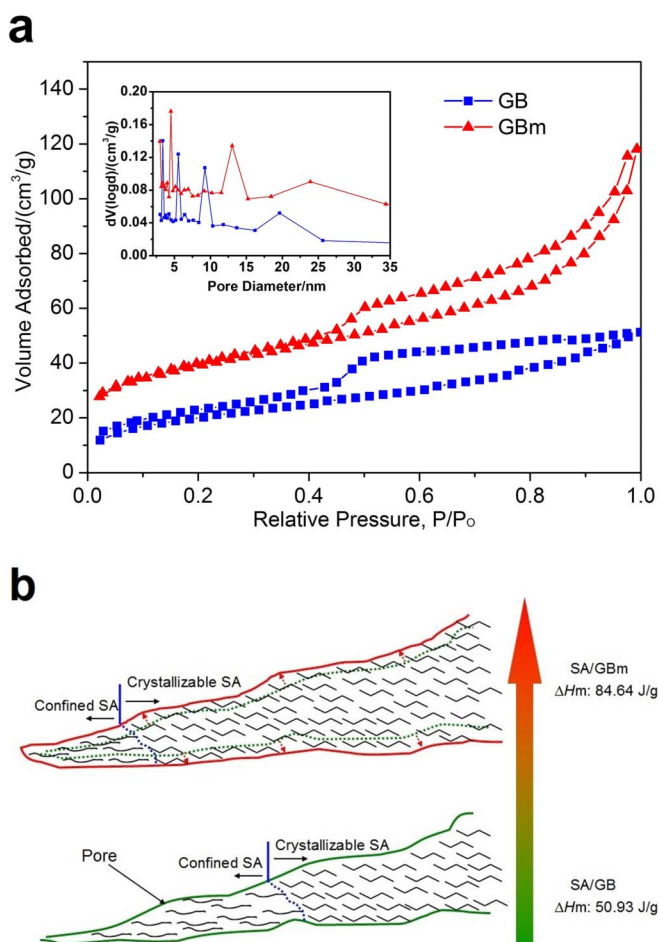 a
GB
GBm
Volume Adsorbed/(cm³/g)
140
120
100
80
60
40
20
0
0.0 0.2 0.4 0.6 0.8 1.0
Relative Pressure, P/Po
dV(logd)/(cm³/g)
0.20
0.16
0.12
0.08
0.04
0.00
5 10 15 20 25 30 35
Pore Diameter/nm
b
Confined SA
Crystallizable SA
SA/GBm
ΔHm: 84.64 J/g
Pore
Confined SA
Crystallizable SA
SA/GB
ΔHm: 50.93 J/g